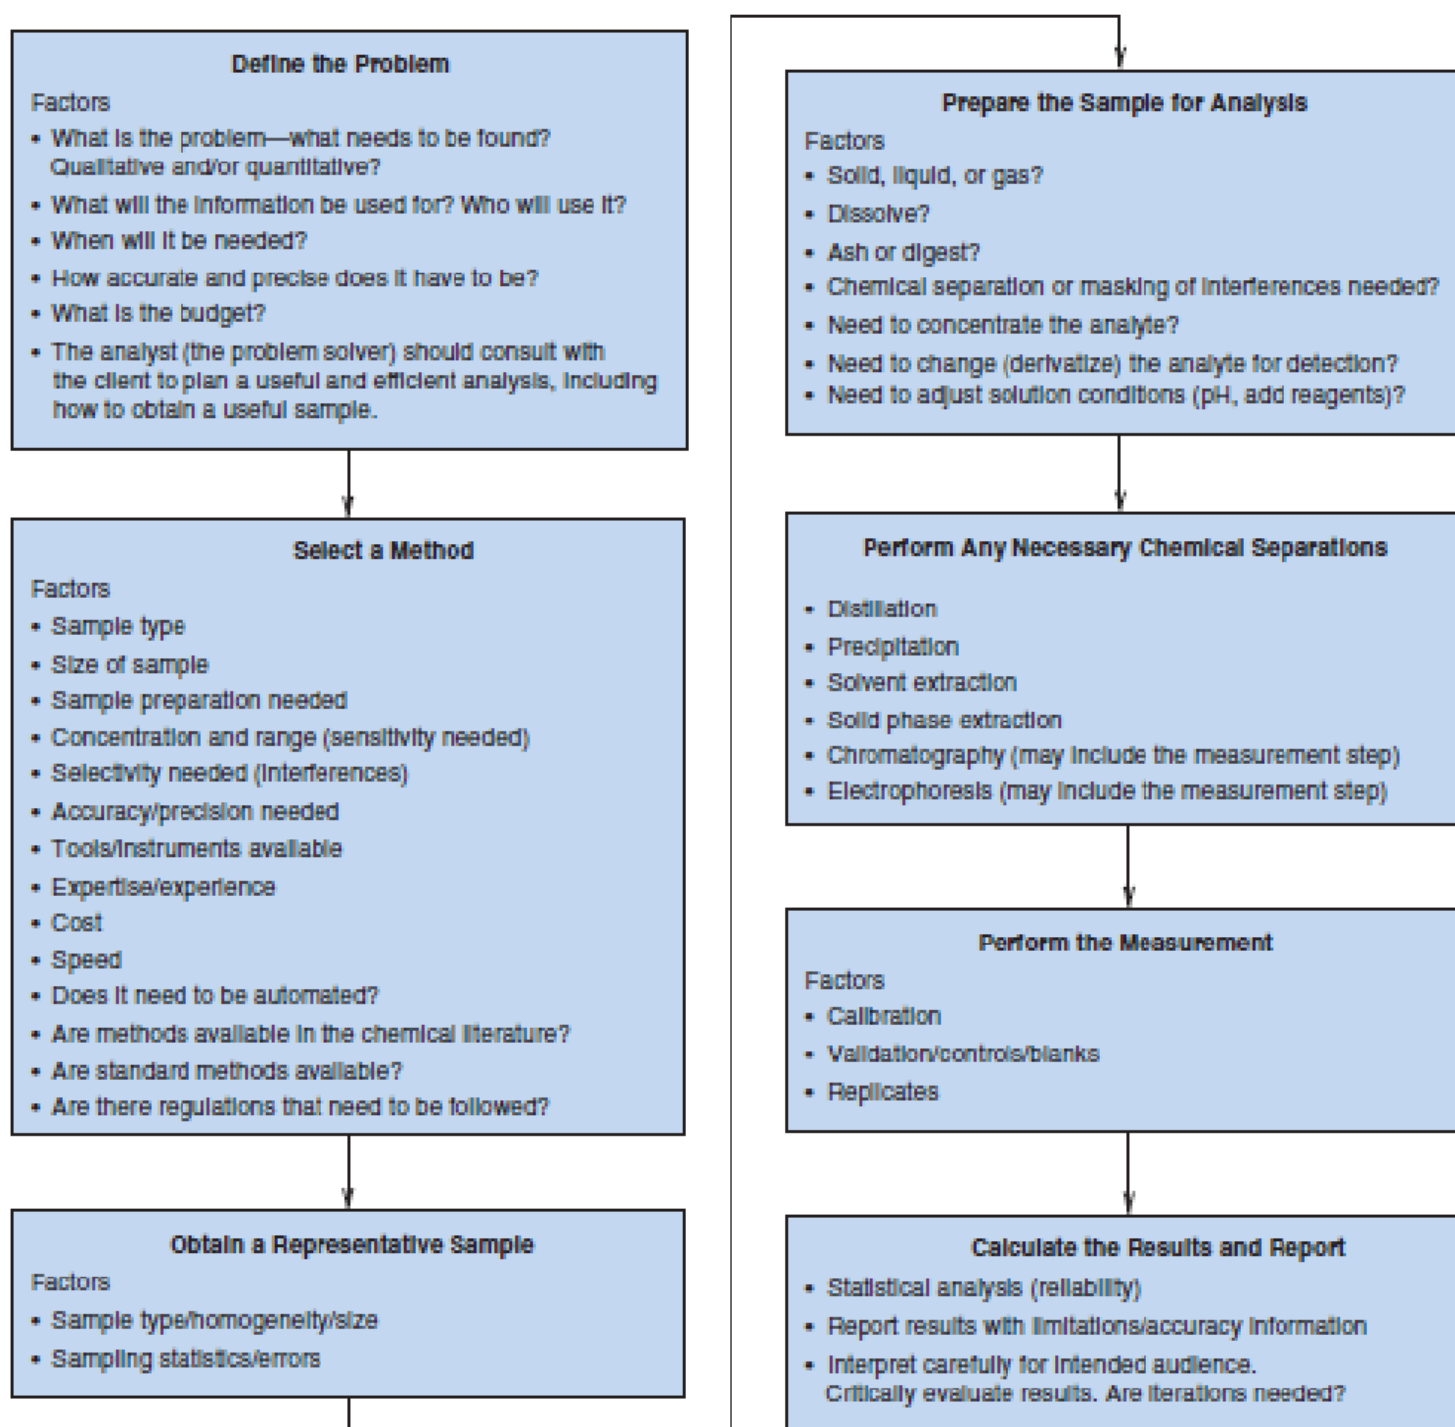 Define the Problem
Factors
• What is the problem—what needs to be found?
Qualitative and/or quantitative?
• What will the information be used for? Who will use it?
• When will it be needed?
• How accurate and precise does it have to be?
• What is the budget?
• The analyst (the problem solver) should consult with
the client to plan a useful and efficient analysis, including
how to obtain a useful sample.
Select a Method
Factors
• Sample type
• Size of sample
• Sample preparation needed
• Concentration and range (sensitivity needed)
• Selectivity needed (interferences)
• Accuracy/precision needed
• Tools/instruments available
• Expertise/experience
• Cost
• Speed
• Does it need to be automated?
• Are methods available in the chemical literature?
• Are standard methods available?
• Are there regulations that need to be followed?
Obtain a Representative Sample
Factors
• Sample type/homogeneity/size
• Sampling statistics/errors
Prepare the Sample for Analysis
Factors
• Solid, liquid, or gas?
• Dissolve?
• Ash or digest?
• Chemical separation or masking of interferences needed?
• Need to concentrate the analyte?
• Need to change (derivatize) the analyte for detection?
• Need to adjust solution conditions (pH, add reagents)?
Perform Any Necessary Chemical Separations
• Distillation
• Precipitation
• Solvent extraction
• Solid phase extraction
• Chromatography (may include the measurement step)
• Electrophoresis (may include the measurement step)
Perform the Measurement
Factors
• Calibration
• Validation/controls/blanks
• Replicates
Calculate the Results and Report
• Statistical analysis (reliability)
• Report results with limitations/accuracy information
• Interpret carefully for intended audience.
Critically evaluate results. Are iterations needed?